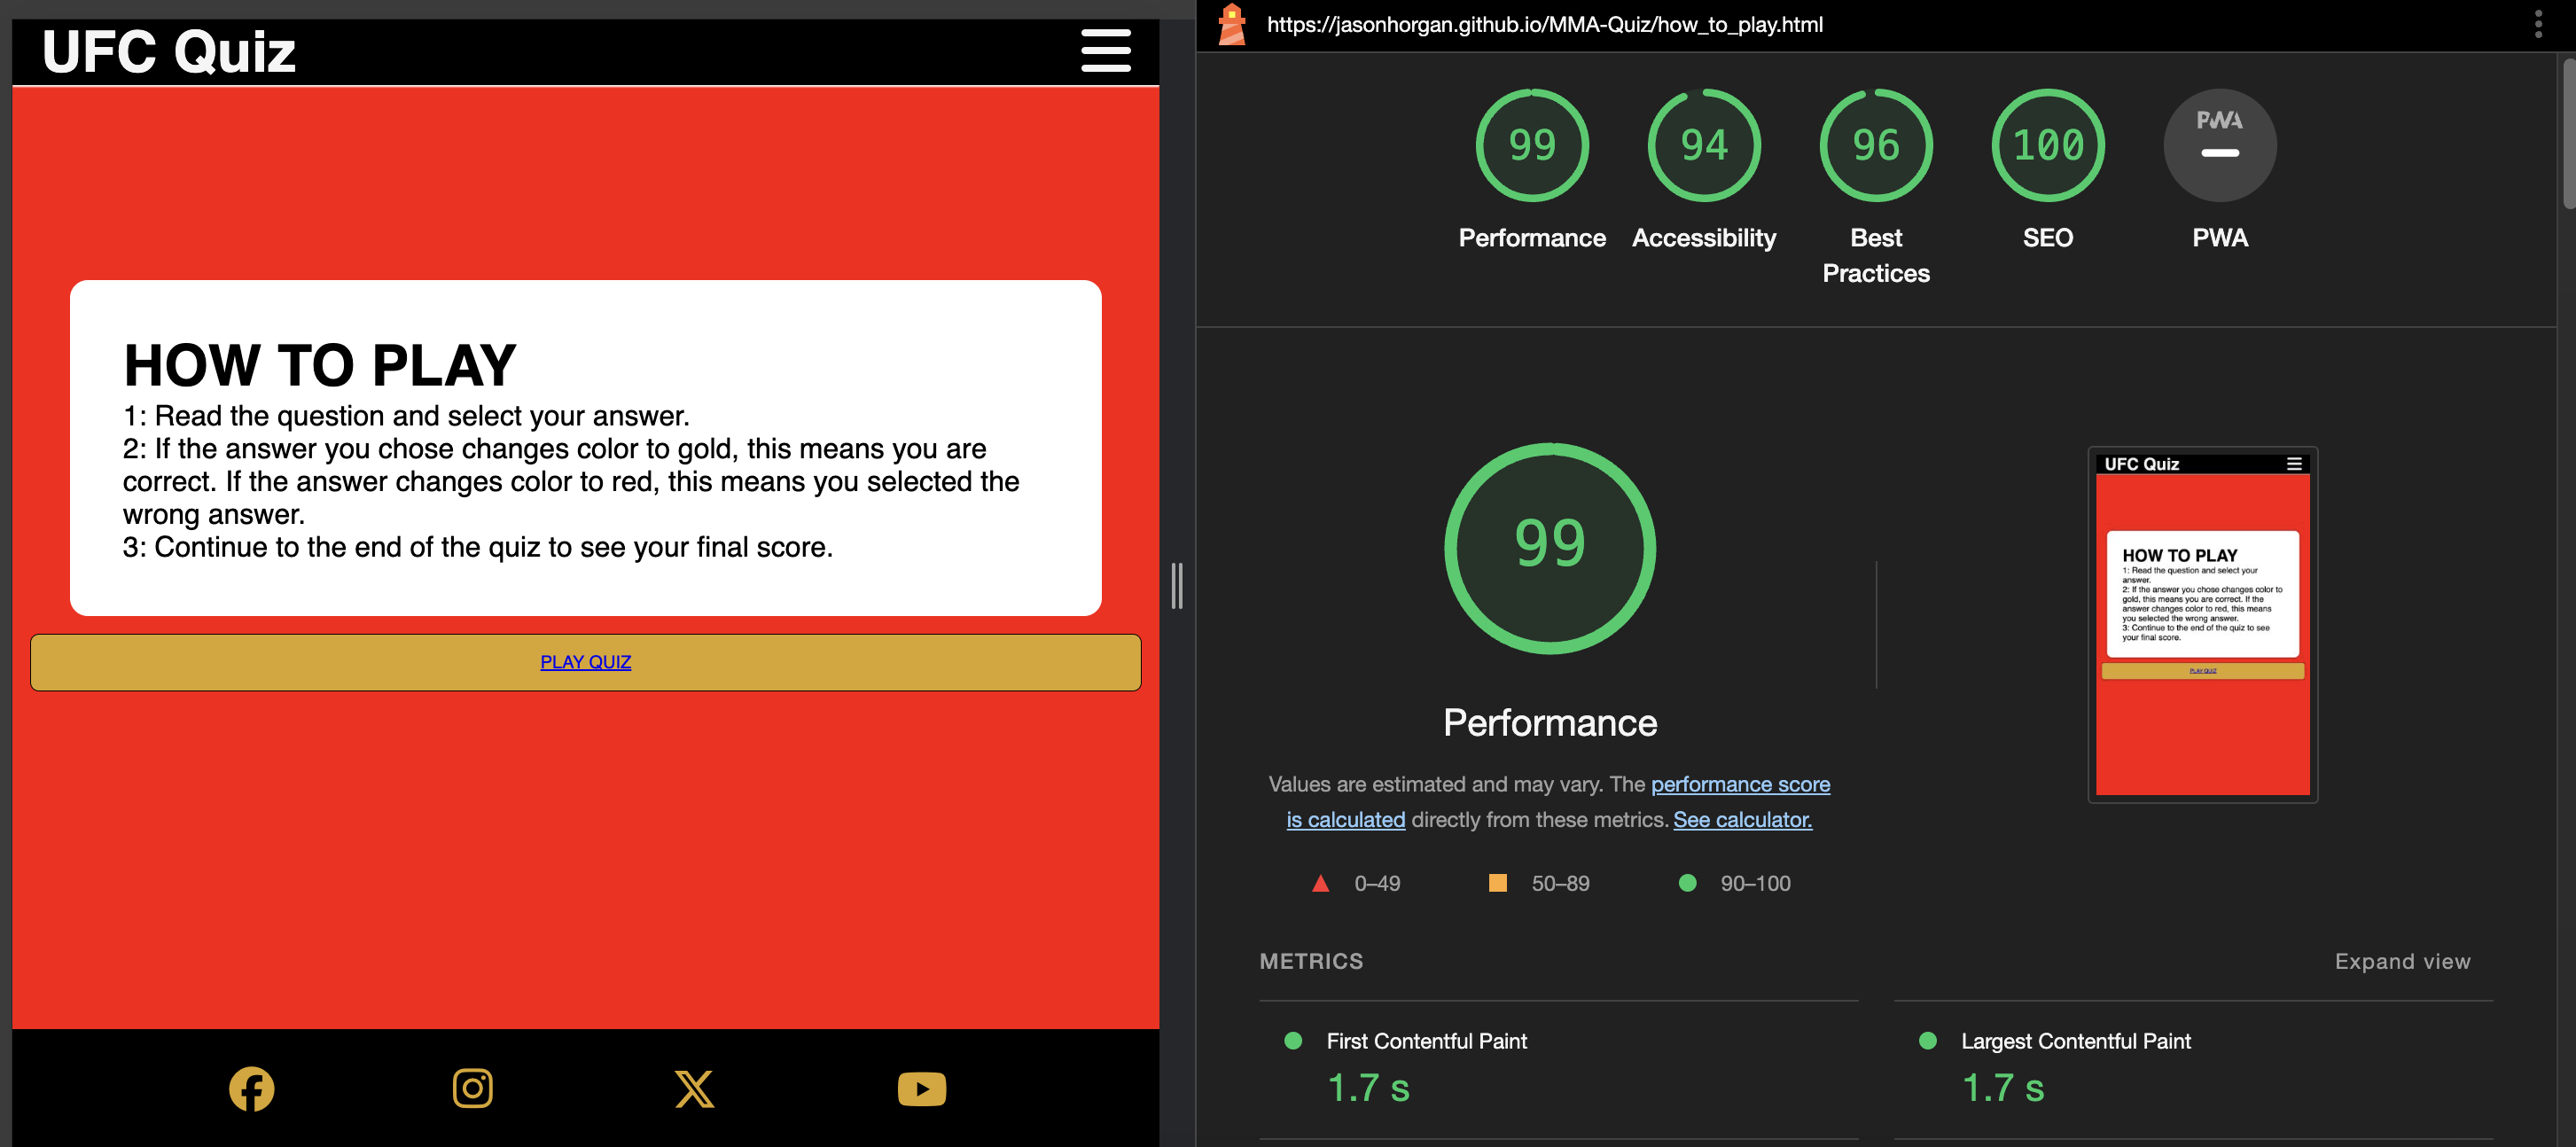 UFC Quiz
HOW TO PLAY
1: Read the question and select your answer.
2: If the answer you chose changes color to gold, this means you are
correct. If the answer changes color to red, this means you selected the
wrong answer.
3: Continue to the end of the quiz to see your final score.
PLAY QUIZ
https://jasonhorgan.github.io/MMA-Quiz/how_to_play.html
99
94
96
100
PWA
Performance
Accessibility
Best
Practices
SEO
PWA
99
Performance
Values are estimated and may vary. The performance score
is calculated directly from these metrics. See calculator.
0–49
50–89
90–100
UFC Quiz
HOW TO PLAY
1: Read the question and select your
answer.
2: If the answer you chose changes color to
gold, this means you are correct. If the
answer changes color to red, this means
you selected the wrong answer.
3: Continue to the end of the quiz to see
your final score.
PLAY QUIZ
METRICS
Expand view
First Contentful Paint
1.7 s
Largest Contentful Paint
1.7 s